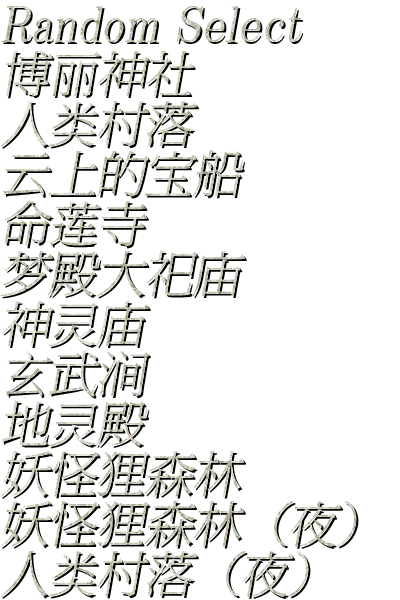 Random Select
博丽神社
人类村落
云上的宝船
命莲寺
梦殿大祀庙
神灵庙
玄武涧
地灵殿
妖怪狸森林
妖怪狸森林（夜）
人类村落（夜）